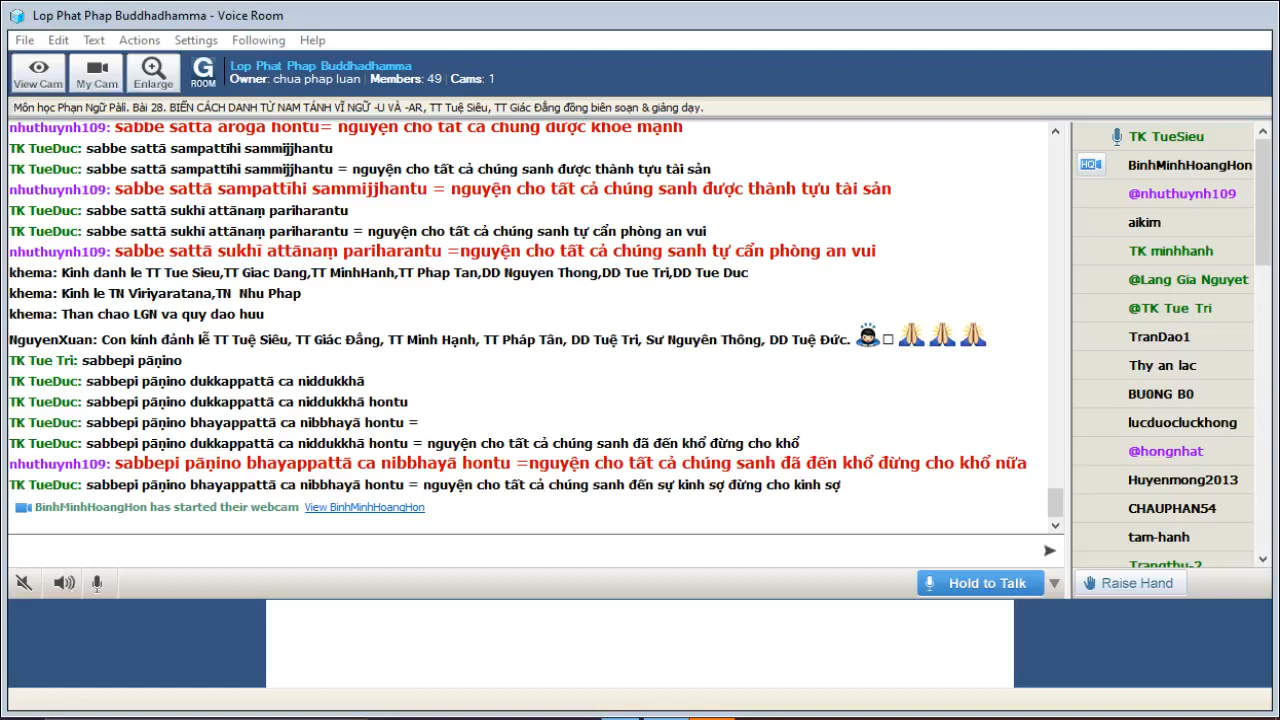 Lop Phat Phap Buddhadhamma - Voice Room
File Edit Text Actions Settings Following Help
View Cam My Cam Enlarge G ROOM
Lop Phat Phap Buddhadhamma
Owner: chua phap luan | Members: 49 | Cams: 1
Môn học Phạn Ngữ Pàli. Bài 28. BIẾN CÁCH DANH TỪ NAM TÁNH VĨ NGỮ -U VÀ -AR, TT Tuệ Siêu, TT Giác Đẳng đồng biên soạn & giảng dạy.
nhuthuynh109: sabbe sattā arogā hontu= nguyện cho tất cả chúng được khỏe mạnh
TK TueDuc: sabbe sattā sampattīhi sammijjhantu
TK TueDuc: sabbe sattā sampattīhi sammijjhantu = nguyện cho tất cả chúng sanh được thành tựu tài sản
nhuthuynh109: sabbe sattā sampattīhi sammijjhantu = nguyện cho tất cả chúng sanh được thành tựu tài sản
TK TueDuc: sabbe sattā sukhī attānaṃ pariharantu
TK TueDuc: sabbe sattā sukhī attānaṃ pariharantu = nguyện cho tất cả chúng sanh tự cẩn phòng an vui
nhuthuynh109: sabbe sattā sukhī attānaṃ pariharantu =nguyện cho tất cả chúng sanh tự cẩn phòng an vui
khema: Kinh danh le TT Tue Sieu,TT Giac Dang,TT MinhHanh,TT Phap Tan,DD Nguyen Thong,DD Tue Tri,DD Tue Duc
khema: Kinh le TN Viriyaratana,TN Nhu Phap
khema: Than chao LGN va quy dao huu
NguyenXuan: Con kính đảnh lễ TT Tuệ Siêu, TT Giác Đẳng, TT Minh Hạnh, TT Pháp Tân, DD Tuệ Tri, Sư Nguyên Thông, DD Tuệ Đức.
TK Tue Tri: sabbepi pāṇino
TK TueDuc: sabbepi pāṇino dukkappattā ca niddukkhā
TK TueDuc: sabbepi pāṇino dukkappattā ca niddukkhā hontu
TK TueDuc: sabbepi pāṇino bhayappattā ca nibbhayā hontu =
TK TueDuc: sabbepi pāṇino dukkappattā ca niddukkhā hontu = nguyện cho tất cả chúng sanh đã đến khổ đừng cho khổ
nhuthuynh109: sabbepi pāṇino bhayappattā ca nibbhayā hontu =nguyện cho tất cả chúng sanh đã đến khổ đừng cho khổ nữa
TK TueDuc: sabbepi pāṇino bhayappattā ca nibbhayā hontu = nguyện cho tất cả chúng sanh đến sự kinh sợ đừng cho kinh sợ
BinhMinhHoangHon has started their webcam View BinhMinhHoangHon
Hold to Talk
TK TueSieu
HD BinhMinhHoangHon
@nhuthuynh109
aikim
TK minhhanh
@Lang Gia Nguyet
@TK Tue Tri
TranDao1
Thy an lac
BU0NG B0
lucduocluckhong
@hongnhat
Huyenmong2013
CHAUPHAN54
tam-hanh
Trangthu-2
Raise Hand